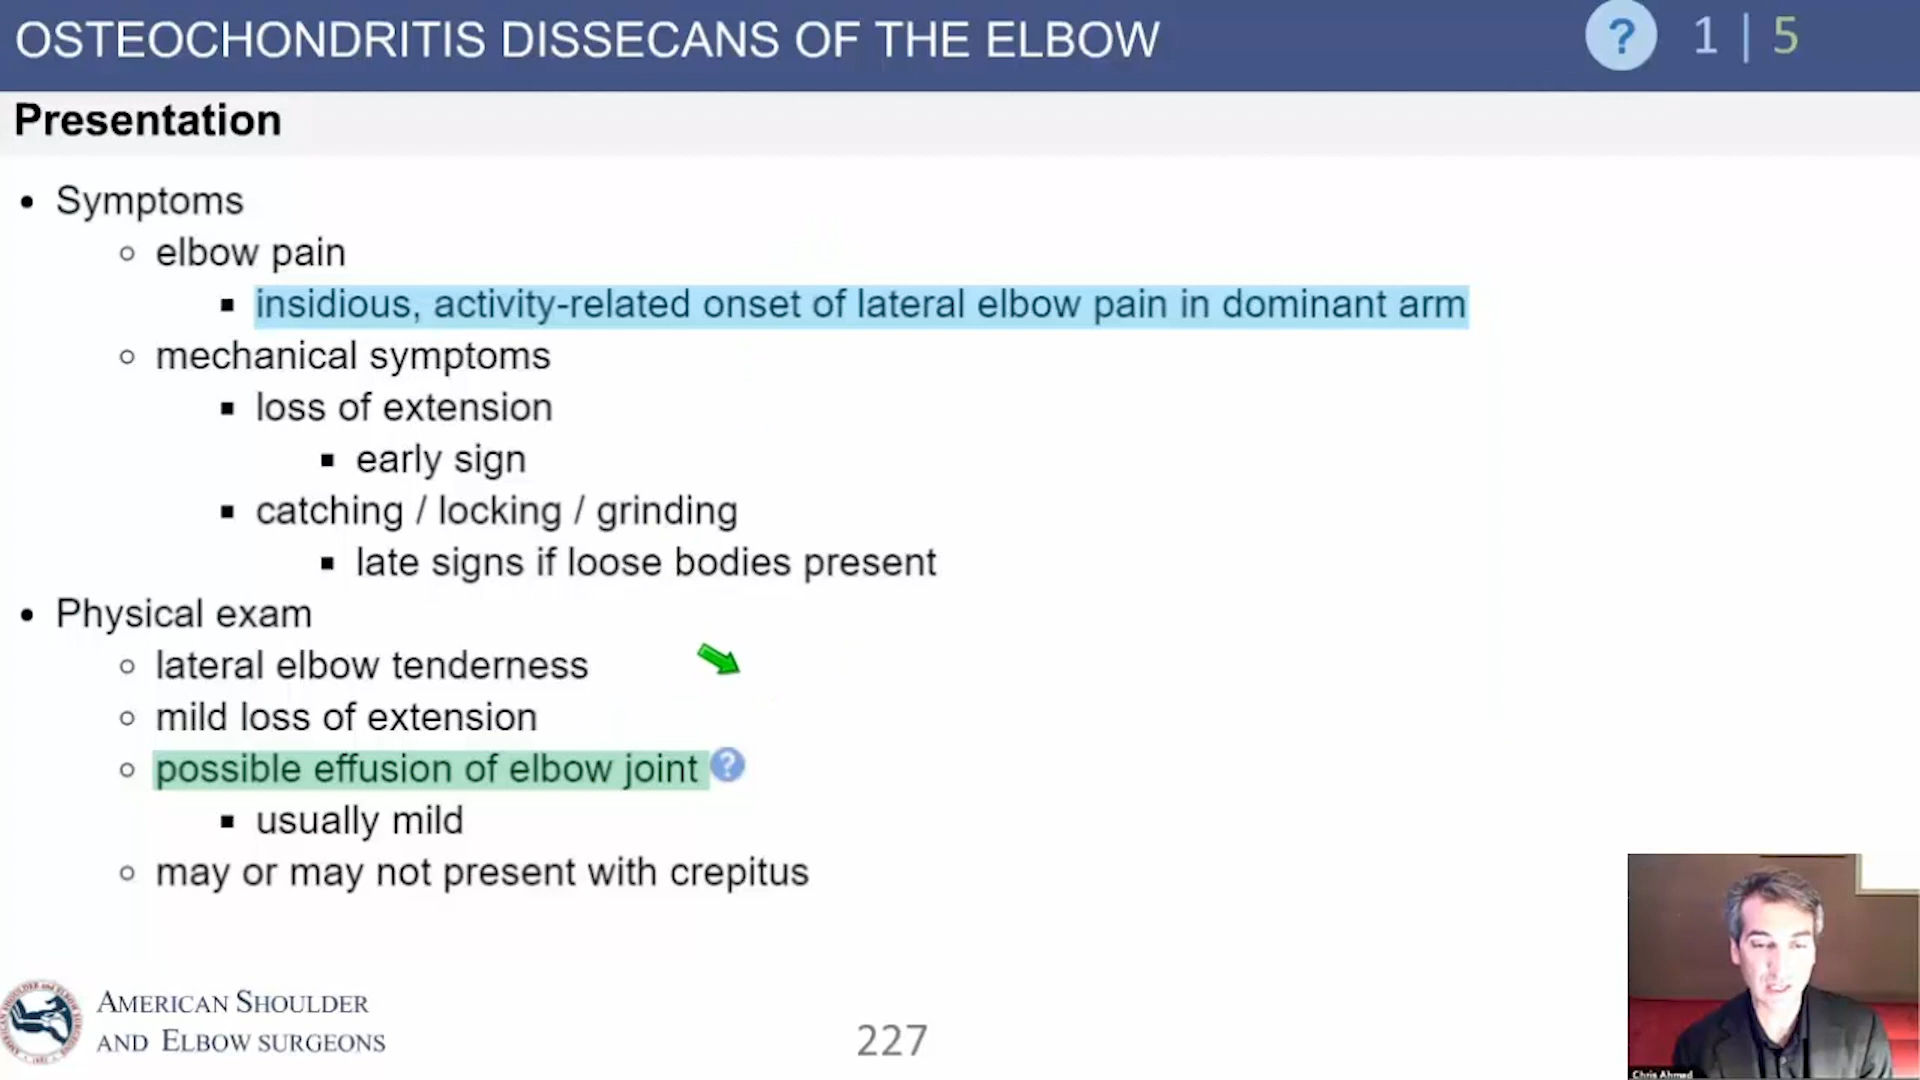 OSTEOCHONDRITIS DISSECANS OF THE ELBOW
? 1 | 5
Presentation
• Symptoms
○ elbow pain
▪ insidious, activity-related onset of lateral elbow pain in dominant arm
○ mechanical symptoms
▪ loss of extension
▪ early sign
▪ catching / locking / grinding
▪ late signs if loose bodies present
• Physical exam
○ lateral elbow tenderness
○ mild loss of extension
○ possible effusion of elbow joint ?
▪ usually mild
○ may or may not present with crepitus
AMERICAN SHOULDER
AND ELBOW SURGEONS
227
Chris Ahmad